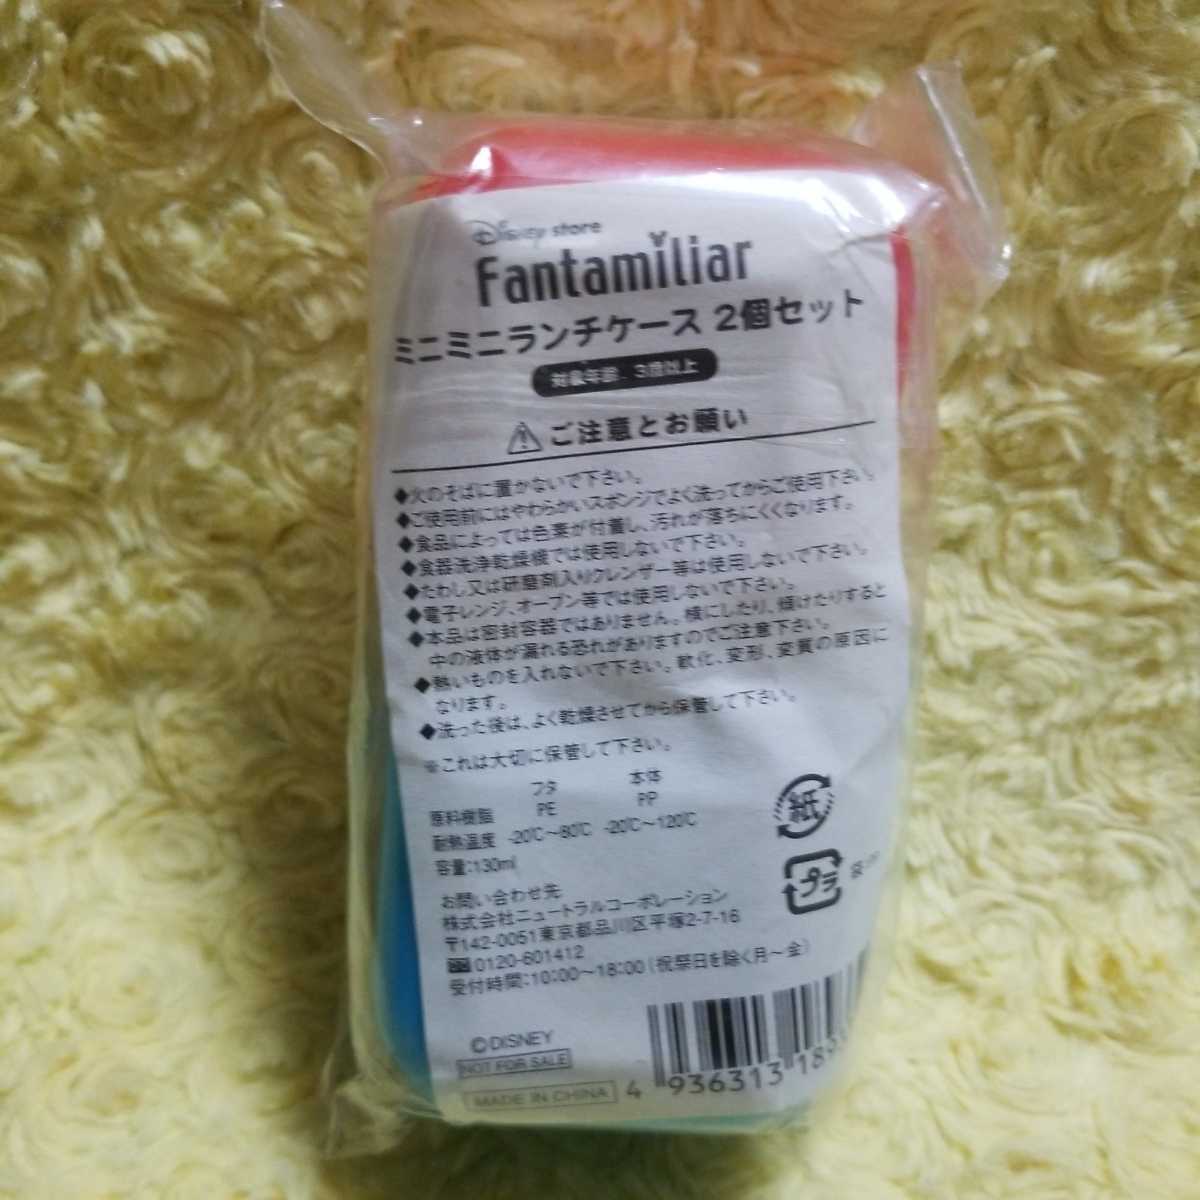 Disney store
Fantamiliar
ミニミニランチケース 2個セット
対象年齢 3歳以上
ご注意とお願い
◆火のそばに置かないで下さい。
◆ご使用前にはやわらかいスポンジでよく洗ってからご使用下さい。
◆食品によっては色素が付着し、汚れが落ちにくくなります。
◆食器洗浄乾燥機では使用しないで下さい。
◆たわし又は研磨剤入りクレンザー等は使用しないで下さい。
◆電子レンジ、オーブン等では使用しないで下さい。
◆本品は密封容器ではありません。横にしたり、傾けたりすると
中の液体が漏れる恐れがありますのでご注意下さい。
◆熱いものを入れないで下さい。軟化、変形、変質の原因に
なります。
◆洗った後は、よく乾燥させてから保管して下さい。
※これは大切に保管して下さい。
フタ 本体
原料樹脂 PE PP
耐熱温度 -20℃～80℃ -20℃～120℃
容量:130ml
紙
プラ
袋
お問い合わせ先
株式会社ニュートラルコーポレーション
〒142-0051東京都品川区平塚2-7-16
0120-601412
受付時間:10:00～18:00(祝祭日を除く月～金)
©DISNEY
NOT FOR SALE
MADE IN CHINA
4 936313 189